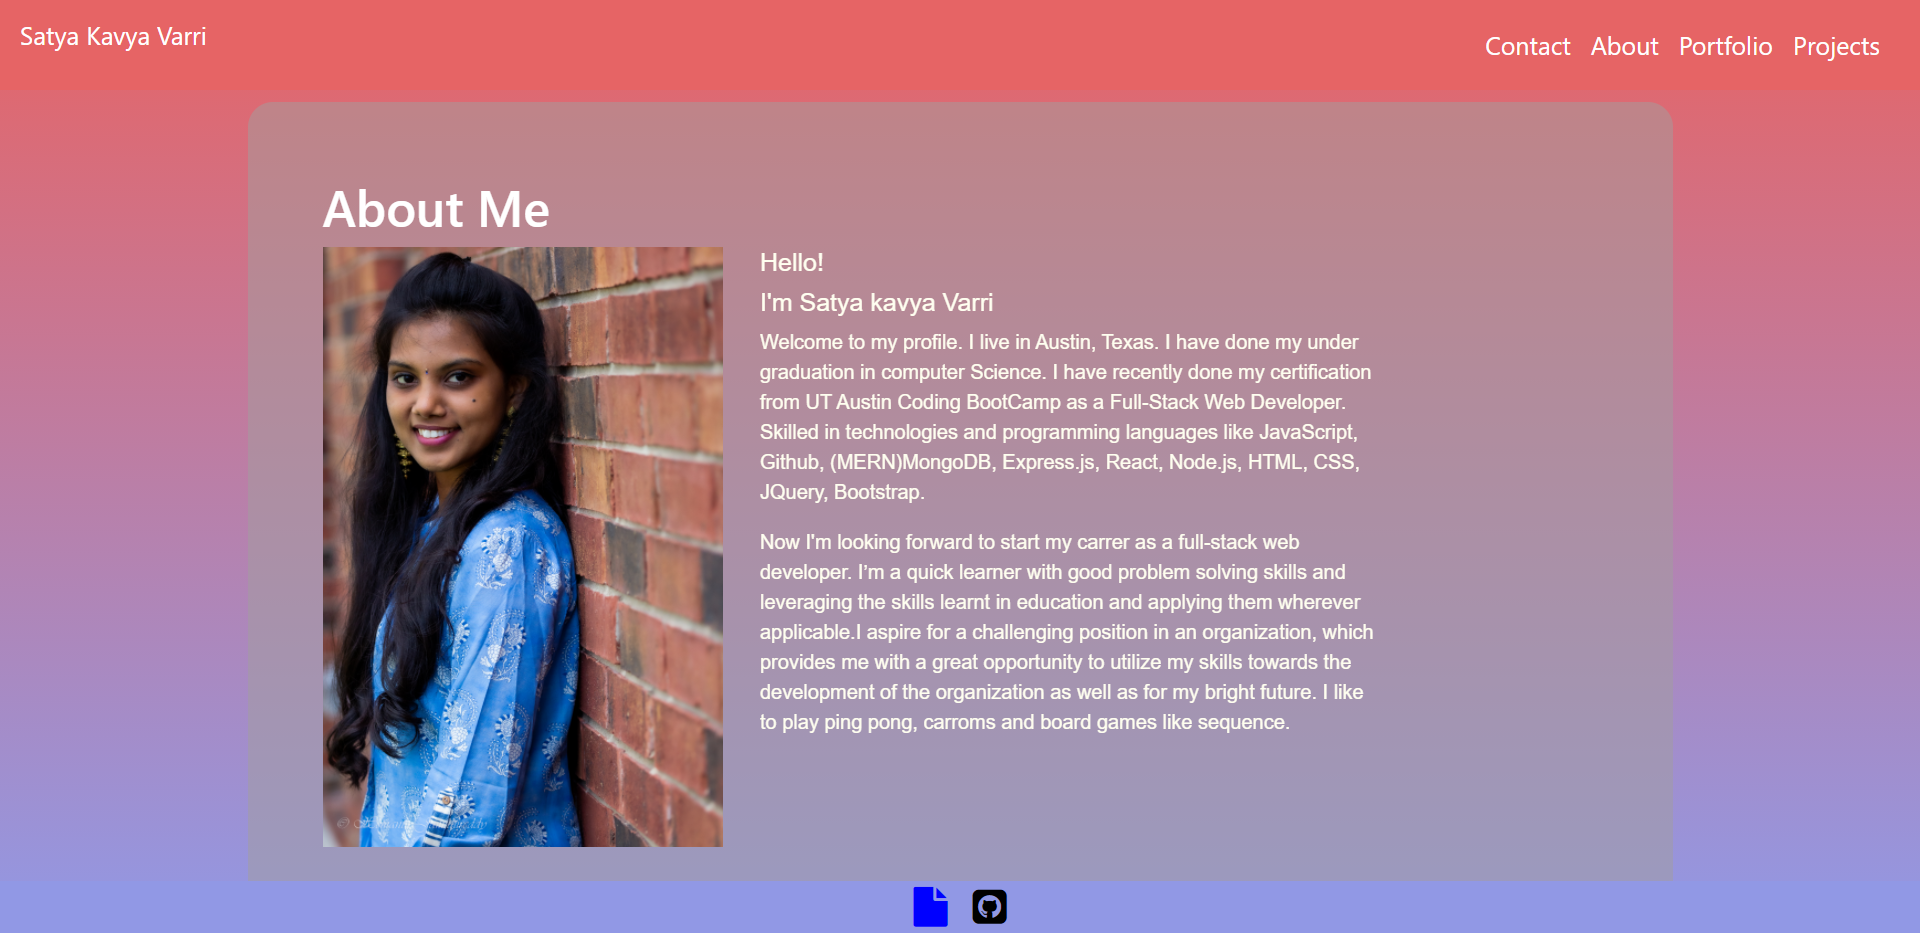 Satya Kavya Varri
Contact About Portfolio Projects
About Me
Hello!
I'm Satya kavya Varri
Welcome to my profile. I live in Austin, Texas. I have done my under
graduation in computer Science. I have recently done my certification
from UT Austin Coding BootCamp as a Full-Stack Web Developer.
Skilled in technologies and programming languages like JavaScript,
Github, (MERN)MongoDB, Express.js, React, Node.js, HTML, CSS,
JQuery, Bootstrap.
Now I'm looking forward to start my carrer as a full-stack web
developer. I’m a quick learner with good problem solving skills and
leveraging the skills learnt in education and applying them wherever
applicable.I aspire for a challenging position in an organization, which
provides me with a great opportunity to utilize my skills towards the
development of the organization as well as for my bright future. I like
to play ping pong, carroms and board games like sequence.